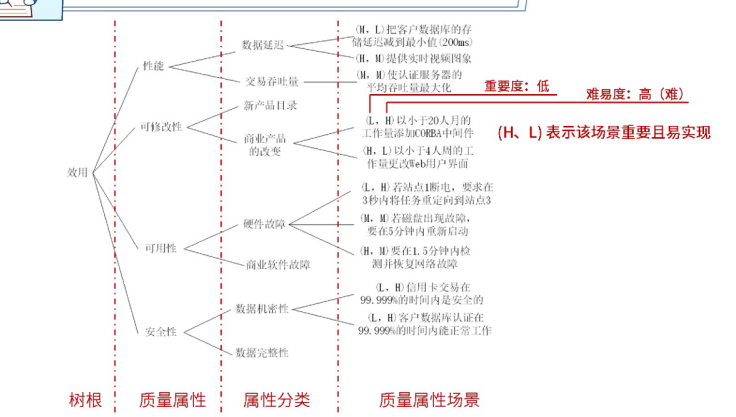 (M, L)把客户数据库的存
储延迟减到最小值(200ms)
数据延迟
(H, M)提供实时视频图象
性能
(M, M)使认证服务器的
平均吞吐量最大化
交易吞吐量
重要度：低
难易度：高（难）
新产品目录
(L, H)以小于20人月的
工作量添加CORBA中间件
可修改性
(H、L) 表示该场景重要且易实现
商业产品
的改变
(H, L)以小于4人周的工
作量更改Web用户界面
效用
(L, H)若站点1断电，要求在
3秒内将任务重定向到站点3
硬件故障
(M, M)若磁盘出现故障，
要在5分钟内重新启动
可用性
(H, M)要在1.5分钟内检
测并恢复网络故障
商业软件故障
(L, H)信用卡交易在
99.999%的时间内是安全的
数据机密性
(L, H)客户数据库认证在
99.999%的时间内能正常工作
安全性
数据完整性
树根
质量属性
属性分类
质量属性场景